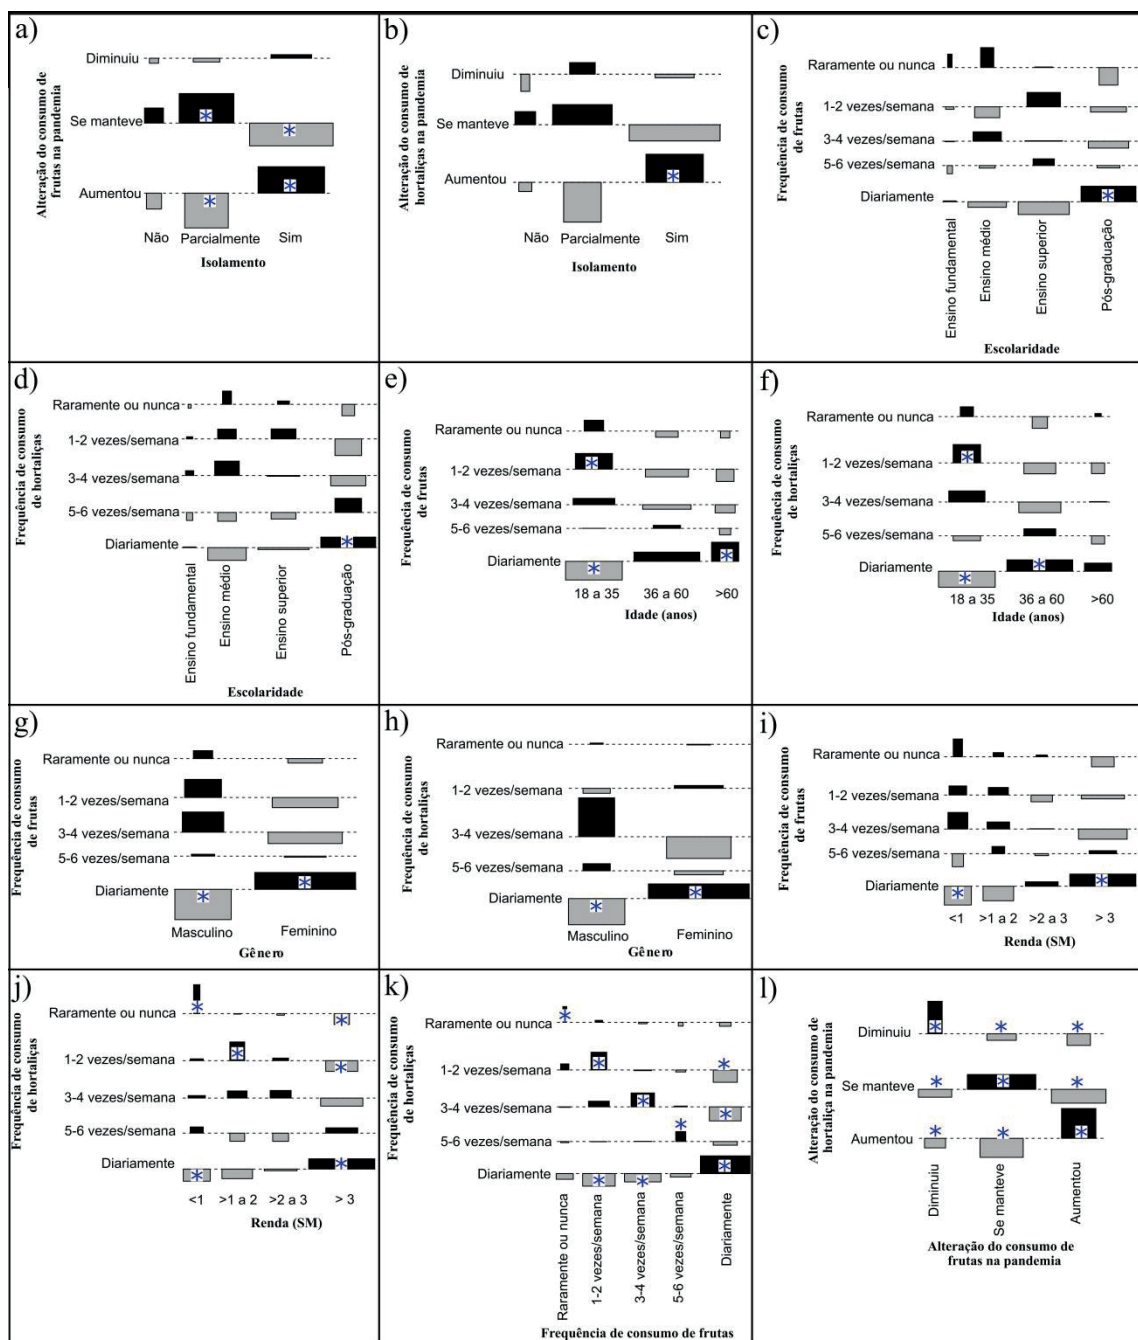 a)
Alteração do consumo de
frutas na pandemia
Diminuiu
Se manteve
Aumentou
Não Parcialmente Sim
Isolamento
b)
Alteração do consumo de
hortaliças na pandemia
Diminuiu
Se manteve
Aumentou
Não Parcialmente Sim
Isolamento
c)
Frequência de consumo
de frutas
Raramente ou nunca
1-2 vezes/semana
3-4 vezes/semana
5-6 vezes/semana
Diariamente
Ensino fundamental
Ensino médio
Ensino superior
Pós-graduação
Escolaridade
d)
Frequência de consumo
de hortaliças
Raramente ou nunca
1-2 vezes/semana
3-4 vezes/semana
5-6 vezes/semana
Diariamente
Ensino fundamental
Ensino médio
Ensino superior
Pós-graduação
Escolaridade
e)
Frequência de consumo
de frutas
Raramente ou nunca
1-2 vezes/semana
3-4 vezes/semana
5-6 vezes/semana
Diariamente
18 a 35 36 a 60 >60
Idade (anos)
f)
Frequência de consumo
de hortaliças
Raramente ou nunca
1-2 vezes/semana
3-4 vezes/semana
5-6 vezes/semana
Diariamente
18 a 35 36 a 60 >60
Idade (anos)
g)
Frequência de consumo
de frutas
Raramente ou nunca
1-2 vezes/semana
3-4 vezes/semana
5-6 vezes/semana
Diariamente
Masculino Feminino
Gênero
h)
Frequência de consumo
de hortaliças
Raramente ou nunca
1-2 vezes/semana
3-4 vezes/semana
5-6 vezes/semana
Diariamente
Masculino Feminino
Gênero
i)
Frequência de consumo
de frutas
Raramente ou nunca
1-2 vezes/semana
3-4 vezes/semana
5-6 vezes/semana
Diariamente
<1 >1 a 2 >2 a 3 > 3
Renda (SM)
j)
Frequência de consumo
de hortaliças
Raramente ou nunca
1-2 vezes/semana
3-4 vezes/semana
5-6 vezes/semana
Diariamente
<1 >1 a 2 >2 a 3 > 3
Renda (SM)
k)
Frequência de consumo
de hortaliças
Raramente ou nunca
1-2 vezes/semana
3-4 vezes/semana
5-6 vezes/semana
Diariamente
Raramente ou nunca
1-2 vezes/semana
3-4 vezes/semana
5-6 vezes/semana
Diariamente
Frequência de consumo de frutas
l)
Alteração do consumo de
hortaliça na pandemia
Diminuiu
Se manteve
Aumentou
Diminuiu
Se manteve
Aumentou
Alteração do consumo de
frutas na pandemia